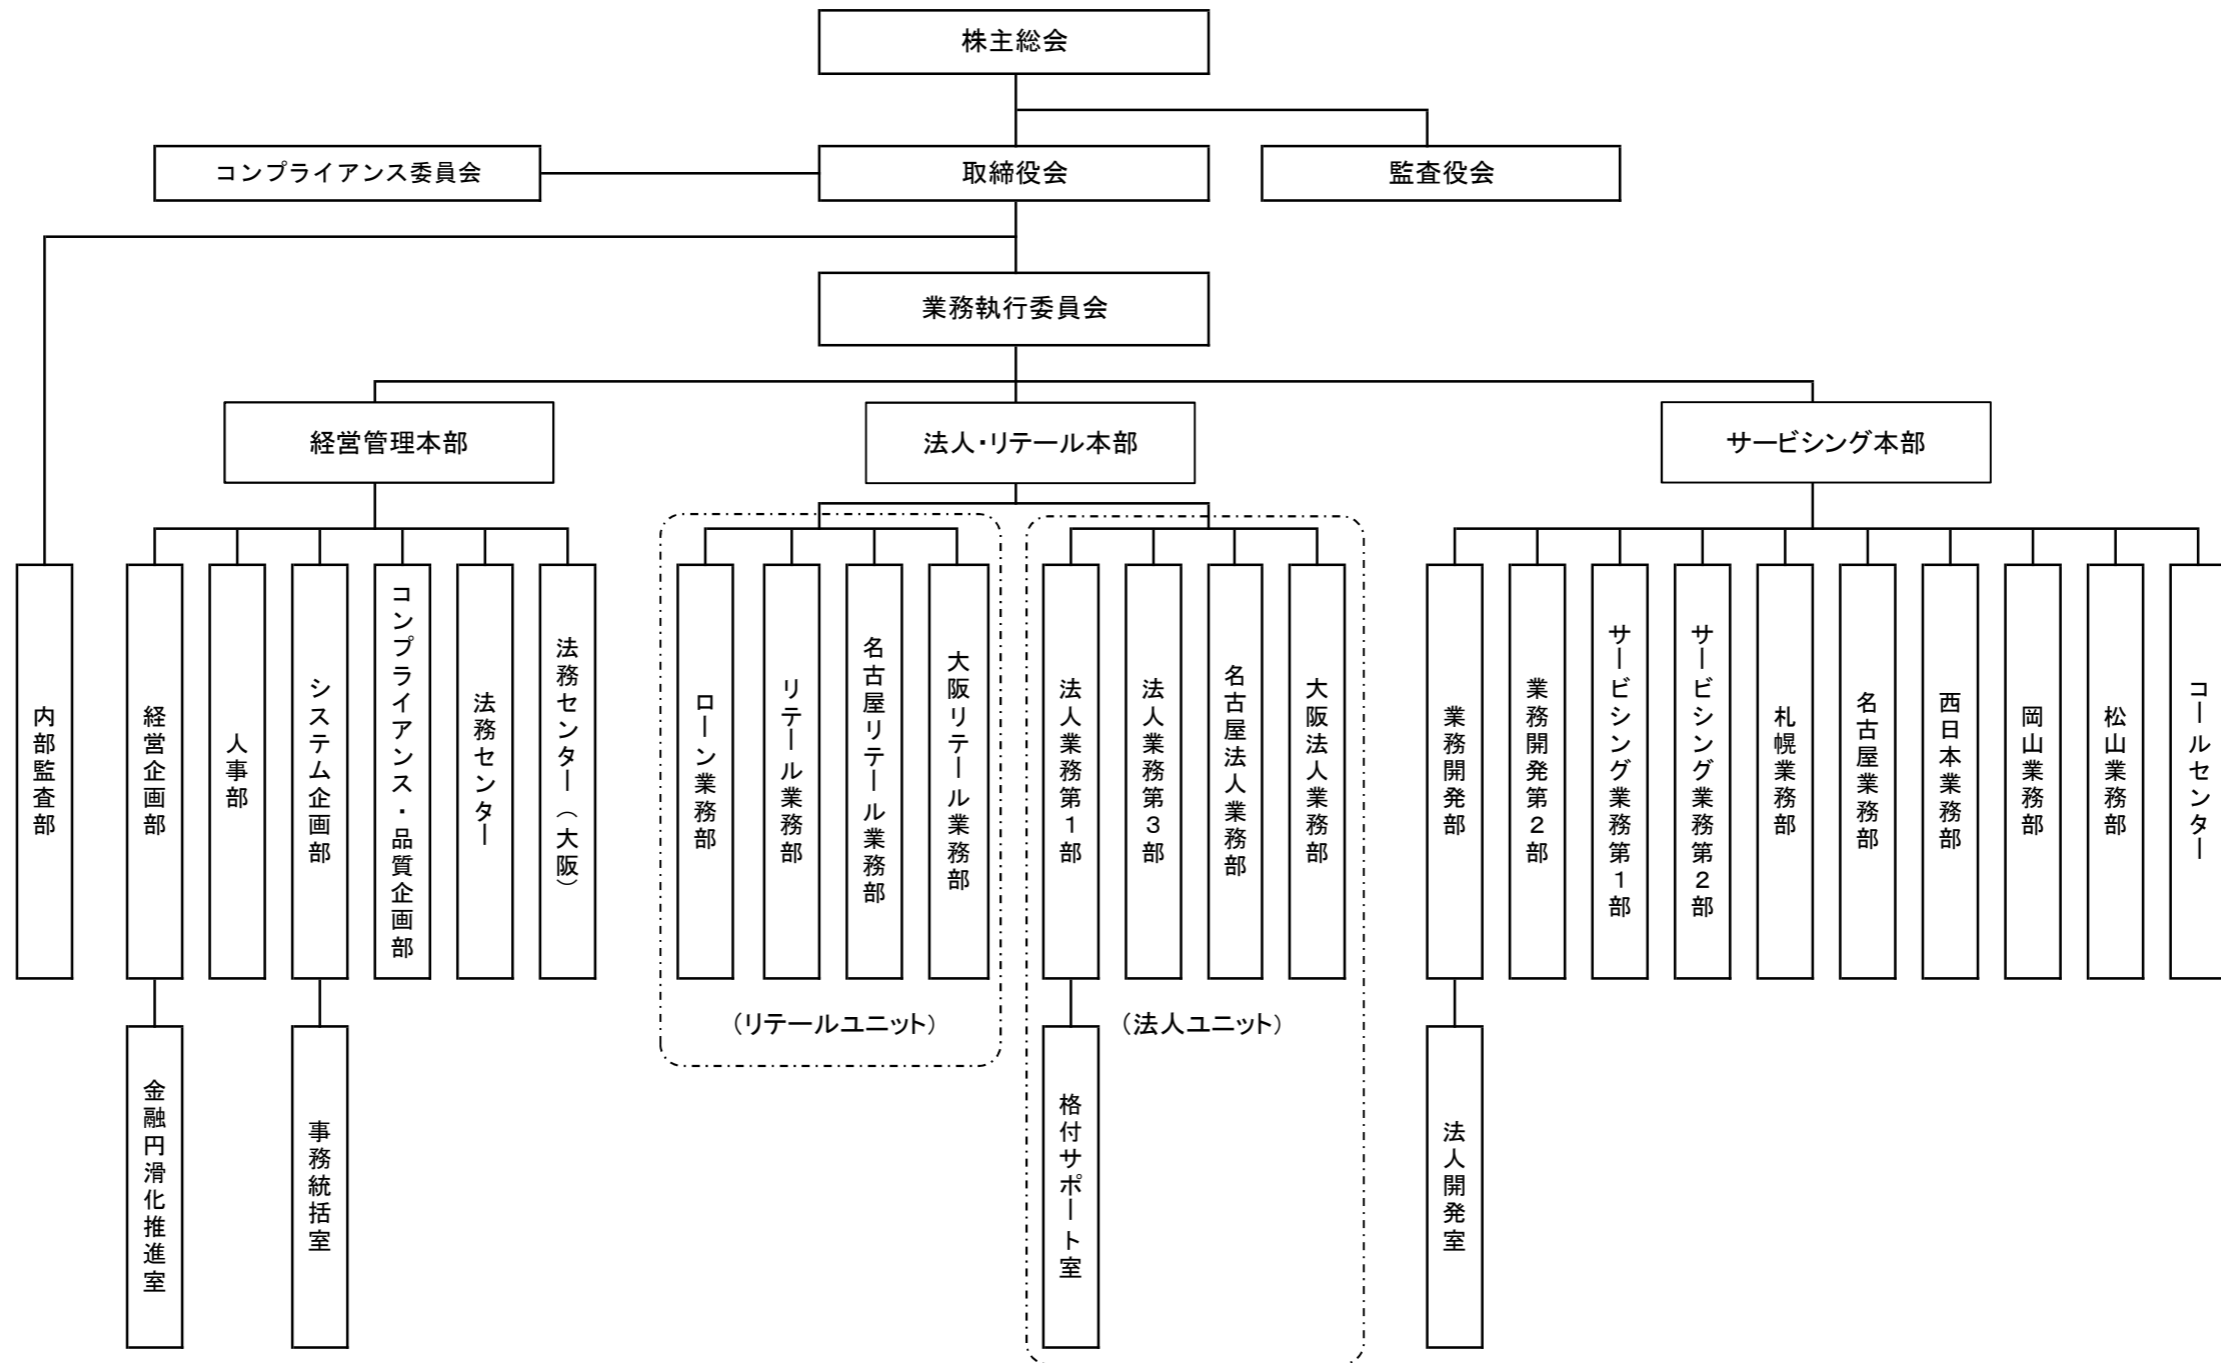 株主総会
コンプライアンス委員会
取締役会
監査役会
業務執行委員会
経営管理本部
法人・リテール本部
サービシング本部
内部監査部
経営企画部
人事部
システム企画部
コンプライアンス・品質企画部
法務センター
法務センター（大阪）
ローン業務部
リテール業務部
名古屋リテール業務部
大阪リテール業務部
法人業務第１部
法人業務第３部
名古屋法人業務部
大阪法人業務部
業務開発部
業務開発第２部
サービシング業務第１部
サービシング業務第２部
札幌業務部
名古屋業務部
西日本業務部
岡山業務部
松山業務部
コールセンター
（リテールユニット）
（法人ユニット）
金融円滑化推進室
事務統括室
格付サポート室
法人開発室